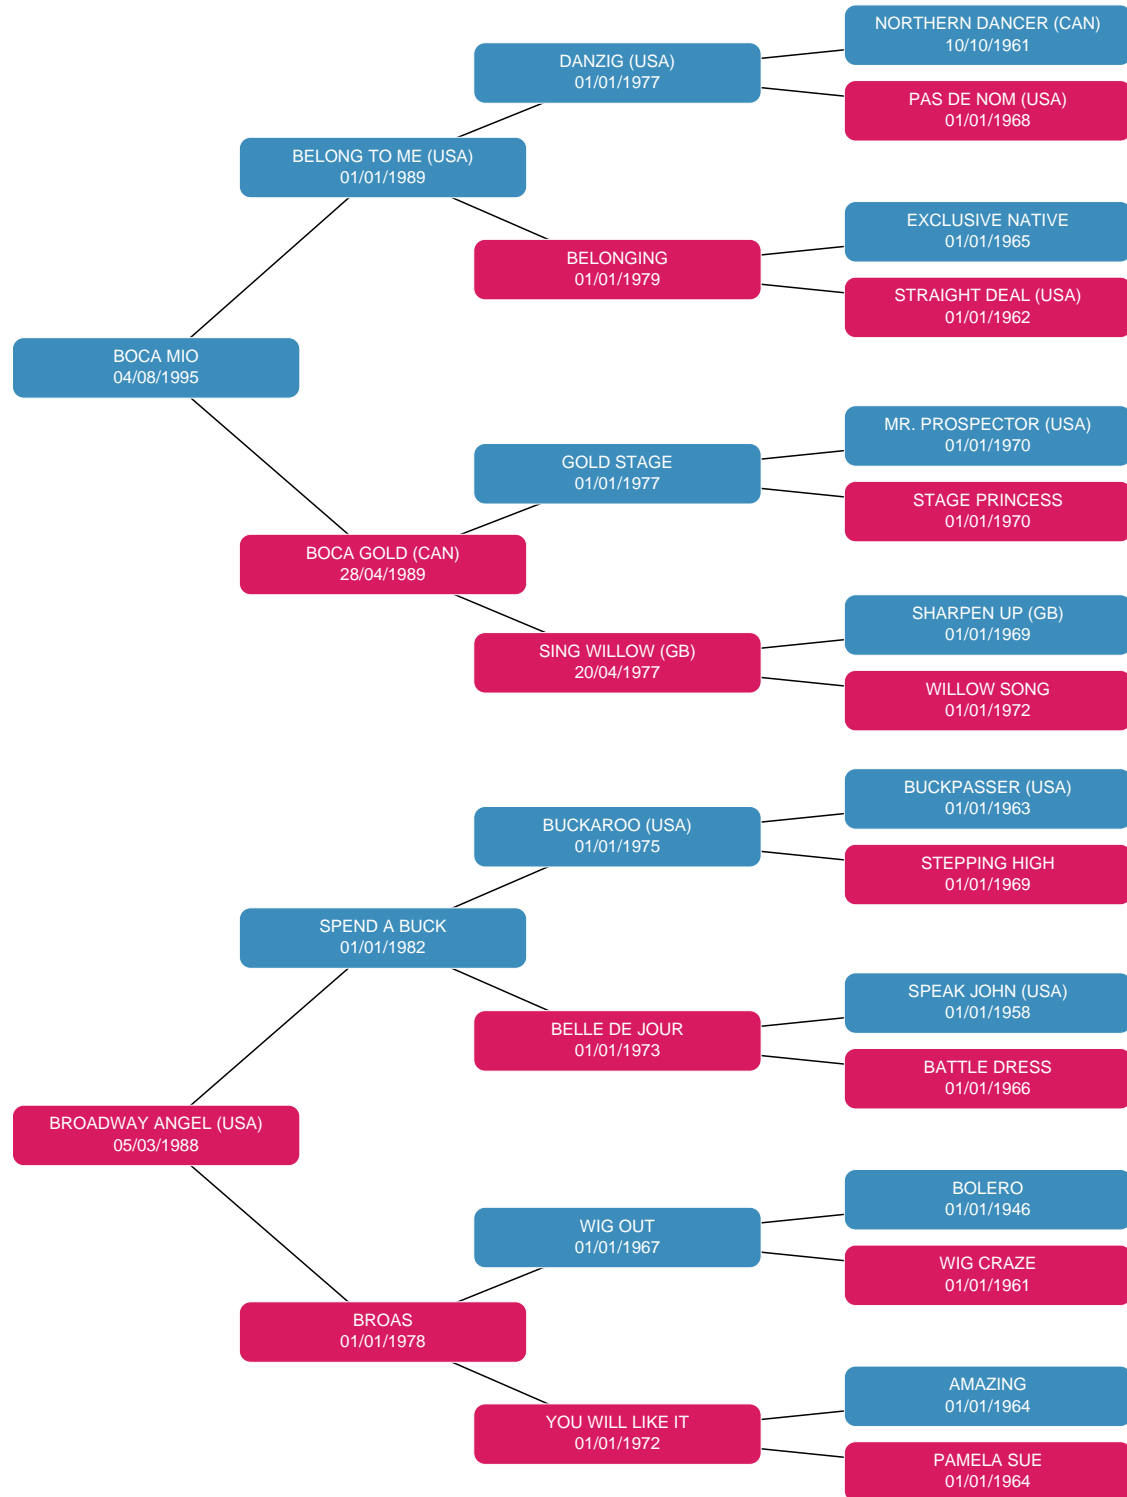 NORTHERN DANCER (CAN)
10/10/1961
DANZIG (USA)
01/01/1977
PAS DE NOM (USA)
01/01/1968
BELONG TO ME (USA)
01/01/1989
EXCLUSIVE NATIVE
01/01/1965
BELONGING
01/01/1979
STRAIGHT DEAL (USA)
01/01/1962
BOCA MIO
04/08/1995
MR. PROSPECTOR (USA)
01/01/1970
GOLD STAGE
01/01/1977
STAGE PRINCESS
01/01/1970
BOCA GOLD (CAN)
28/04/1989
SHARPEN UP (GB)
01/01/1969
SING WILLOW (GB)
20/04/1977
WILLOW SONG
01/01/1972
BUCKPASSER (USA)
01/01/1963
BUCKAROO (USA)
01/01/1975
STEPPING HIGH
01/01/1969
SPEND A BUCK
01/01/1982
SPEAK JOHN (USA)
01/01/1958
BELLE DE JOUR
01/01/1973
BATTLE DRESS
01/01/1966
BROADWAY ANGEL (USA)
05/03/1988
BOLERO
01/01/1946
WIG OUT
01/01/1967
WIG CRAZE
01/01/1961
BROAS
01/01/1978
AMAZING
01/01/1964
YOU WILL LIKE IT
01/01/1972
PAMELA SUE
01/01/1964